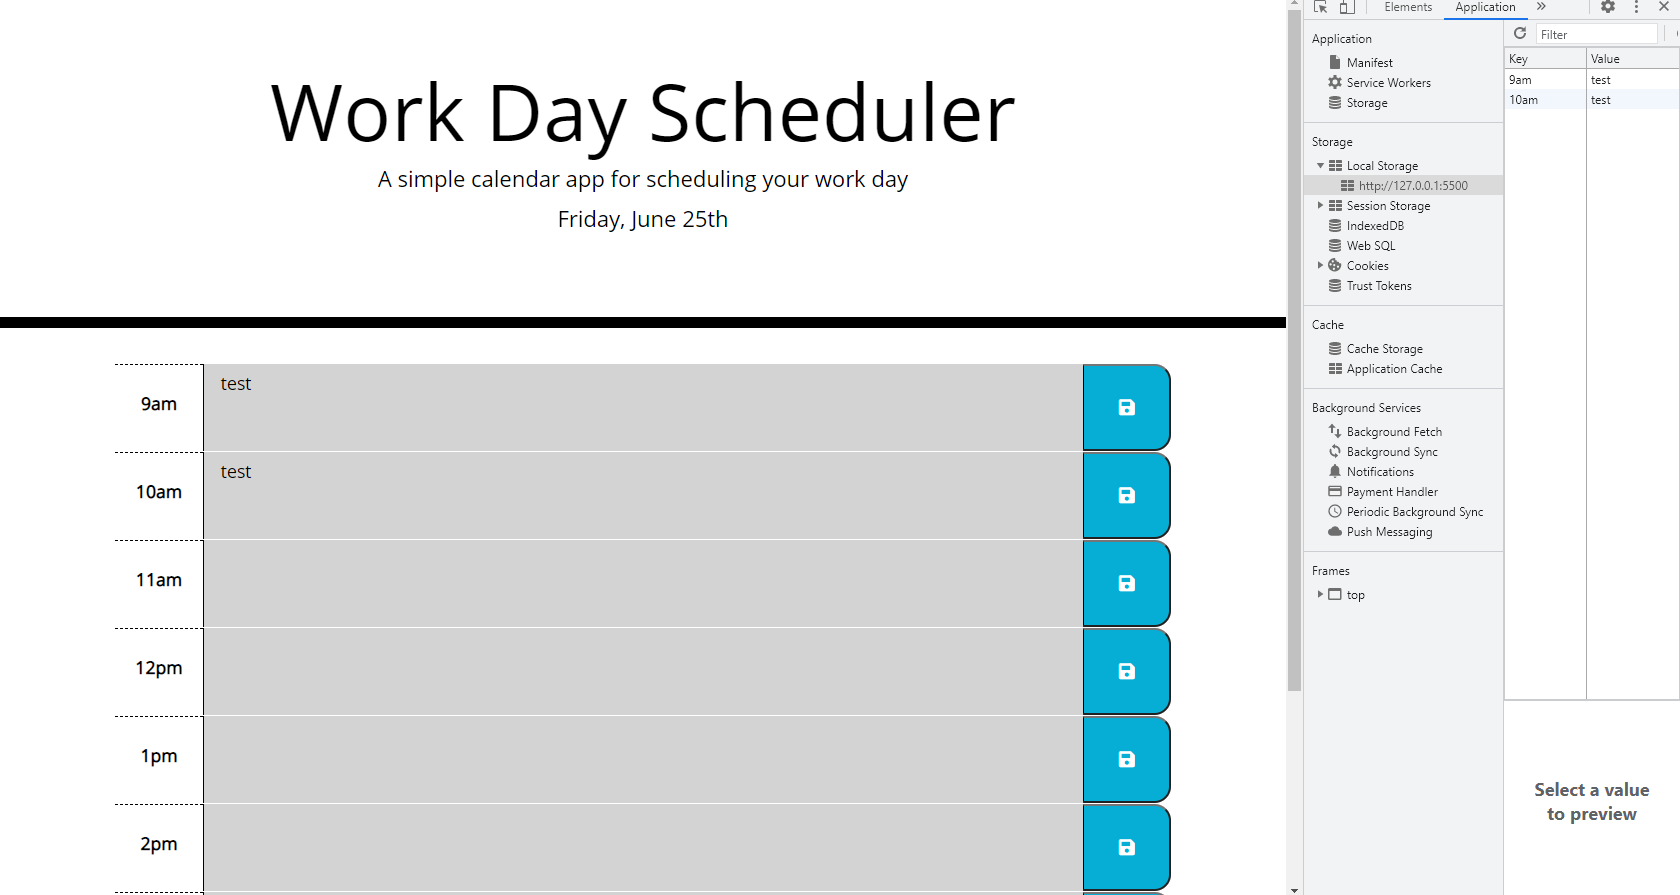 Work Day Scheduler
A simple calendar app for scheduling your work day
Friday, June 25th
9am test
10am test
11am
12pm
1pm
2pm
Elements Application »
Application
Manifest
Service Workers
Storage
Storage
Local Storage
http://127.0.0.1:5500
Session Storage
IndexedDB
Web SQL
Cookies
Trust Tokens
Cache
Cache Storage
Application Cache
Background Services
Background Fetch
Background Sync
Notifications
Payment Handler
Periodic Background Sync
Push Messaging
Frames
top
Filter
Key Value
9am test
10am test
Select a value
to preview